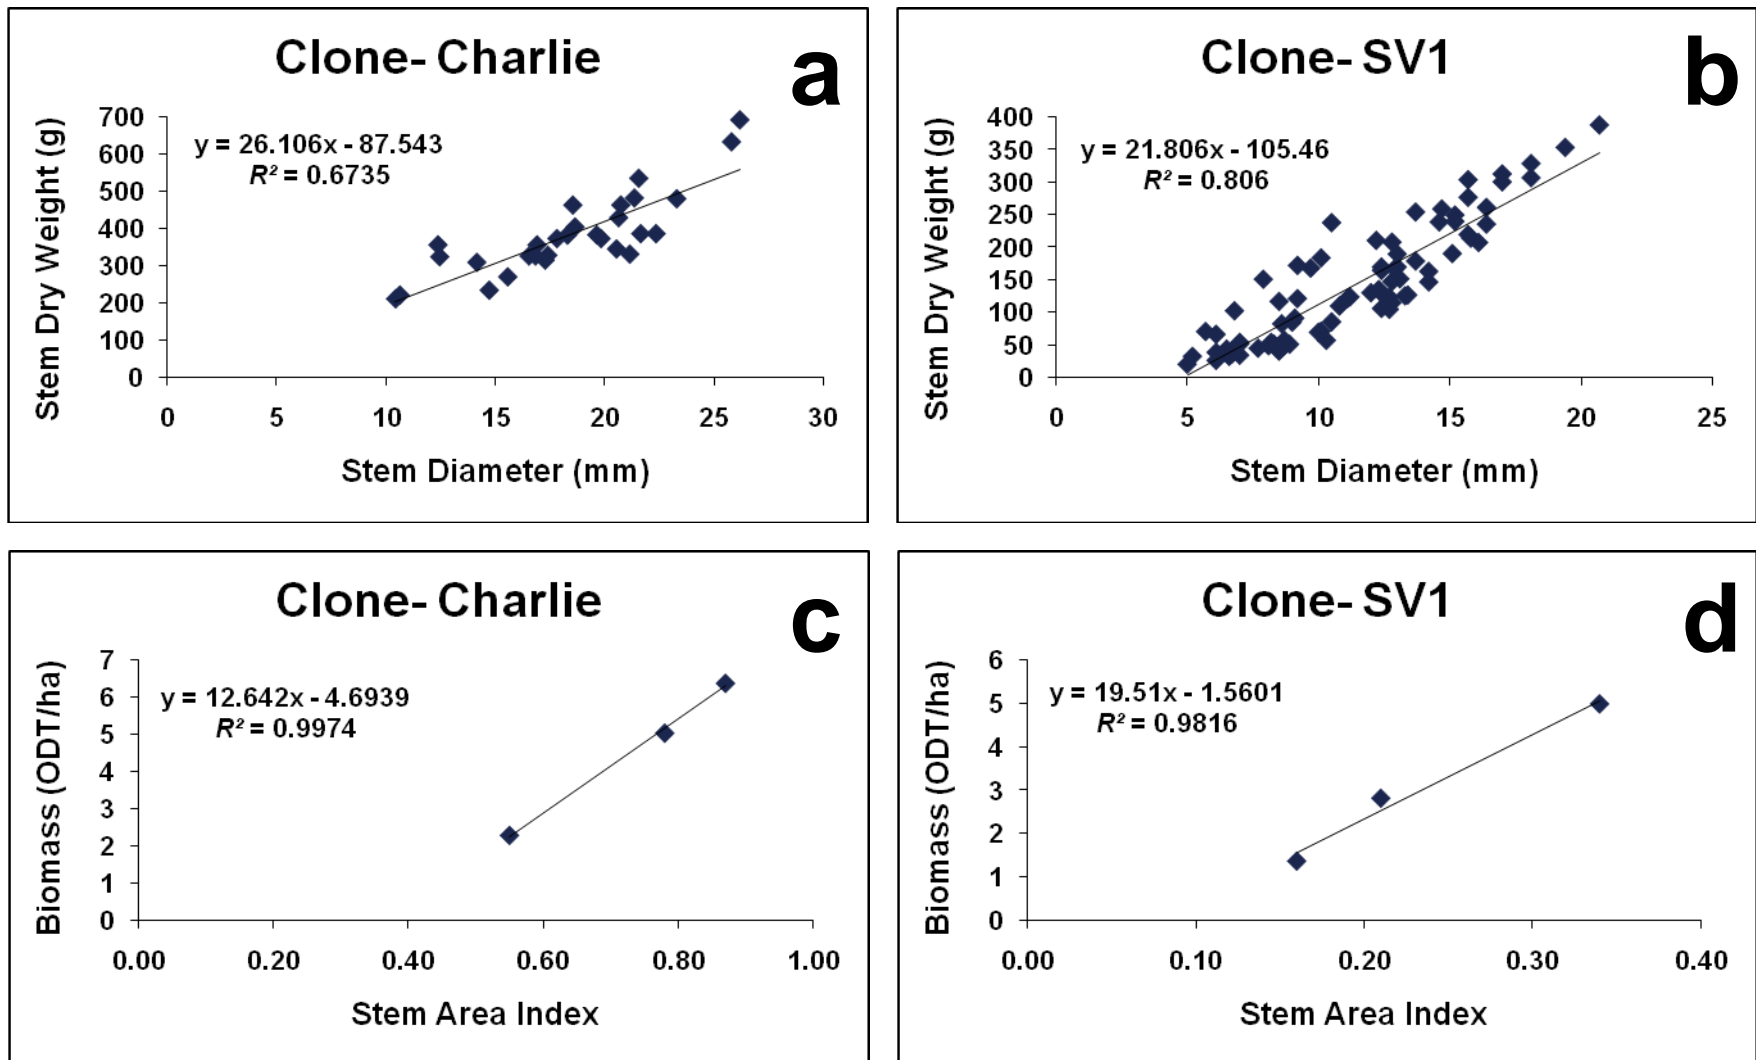 Clone- Charlie
a
y = 26.106x - 87.543
R² = 0.6735
Stem Dry Weight (g)
700
600
500
400
300
200
100
0
0 5 10 15 20 25 30
Stem Diameter (mm)
Clone- SV1
b
y = 21.806x - 105.46
R² = 0.806
Stem Dry Weight (g)
400
350
300
250
200
150
100
50
0
0 5 10 15 20 25
Stem Diameter (mm)
Clone- Charlie
c
y = 12.642x - 4.6939
R² = 0.9974
Biomass (ODT/ha)
7
6
5
4
3
2
1
0
0.00 0.20 0.40 0.60 0.80 1.00
Stem Area Index
Clone- SV1
d
y = 19.51x - 1.5601
R² = 0.9816
Biomass (ODT/ha)
6
5
4
3
2
1
0
0.00 0.10 0.20 0.30 0.40
Stem Area Index